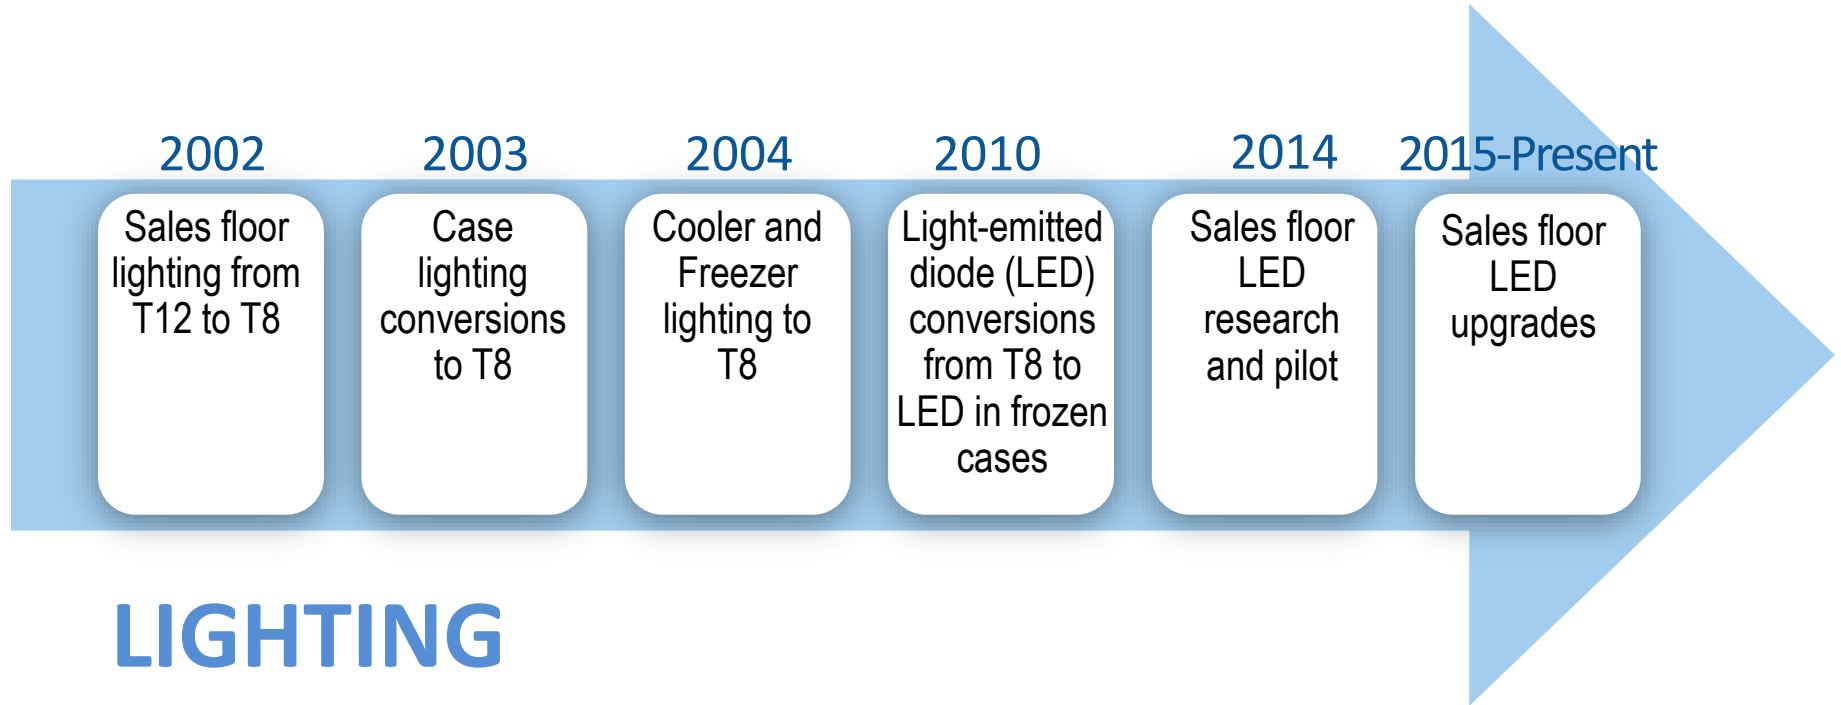 2002
Sales floor
lighting from
T12 to T8
2003
Case
lighting
conversions
to T8
2004
Cooler and
Freezer
lighting to
T8
2010
Light-emitted
diode (LED)
conversions
from T8 to
LED in frozen
cases
2014
Sales floor
LED
research
and pilot
2015-Present
Sales floor
LED
upgrades
LIGHTING